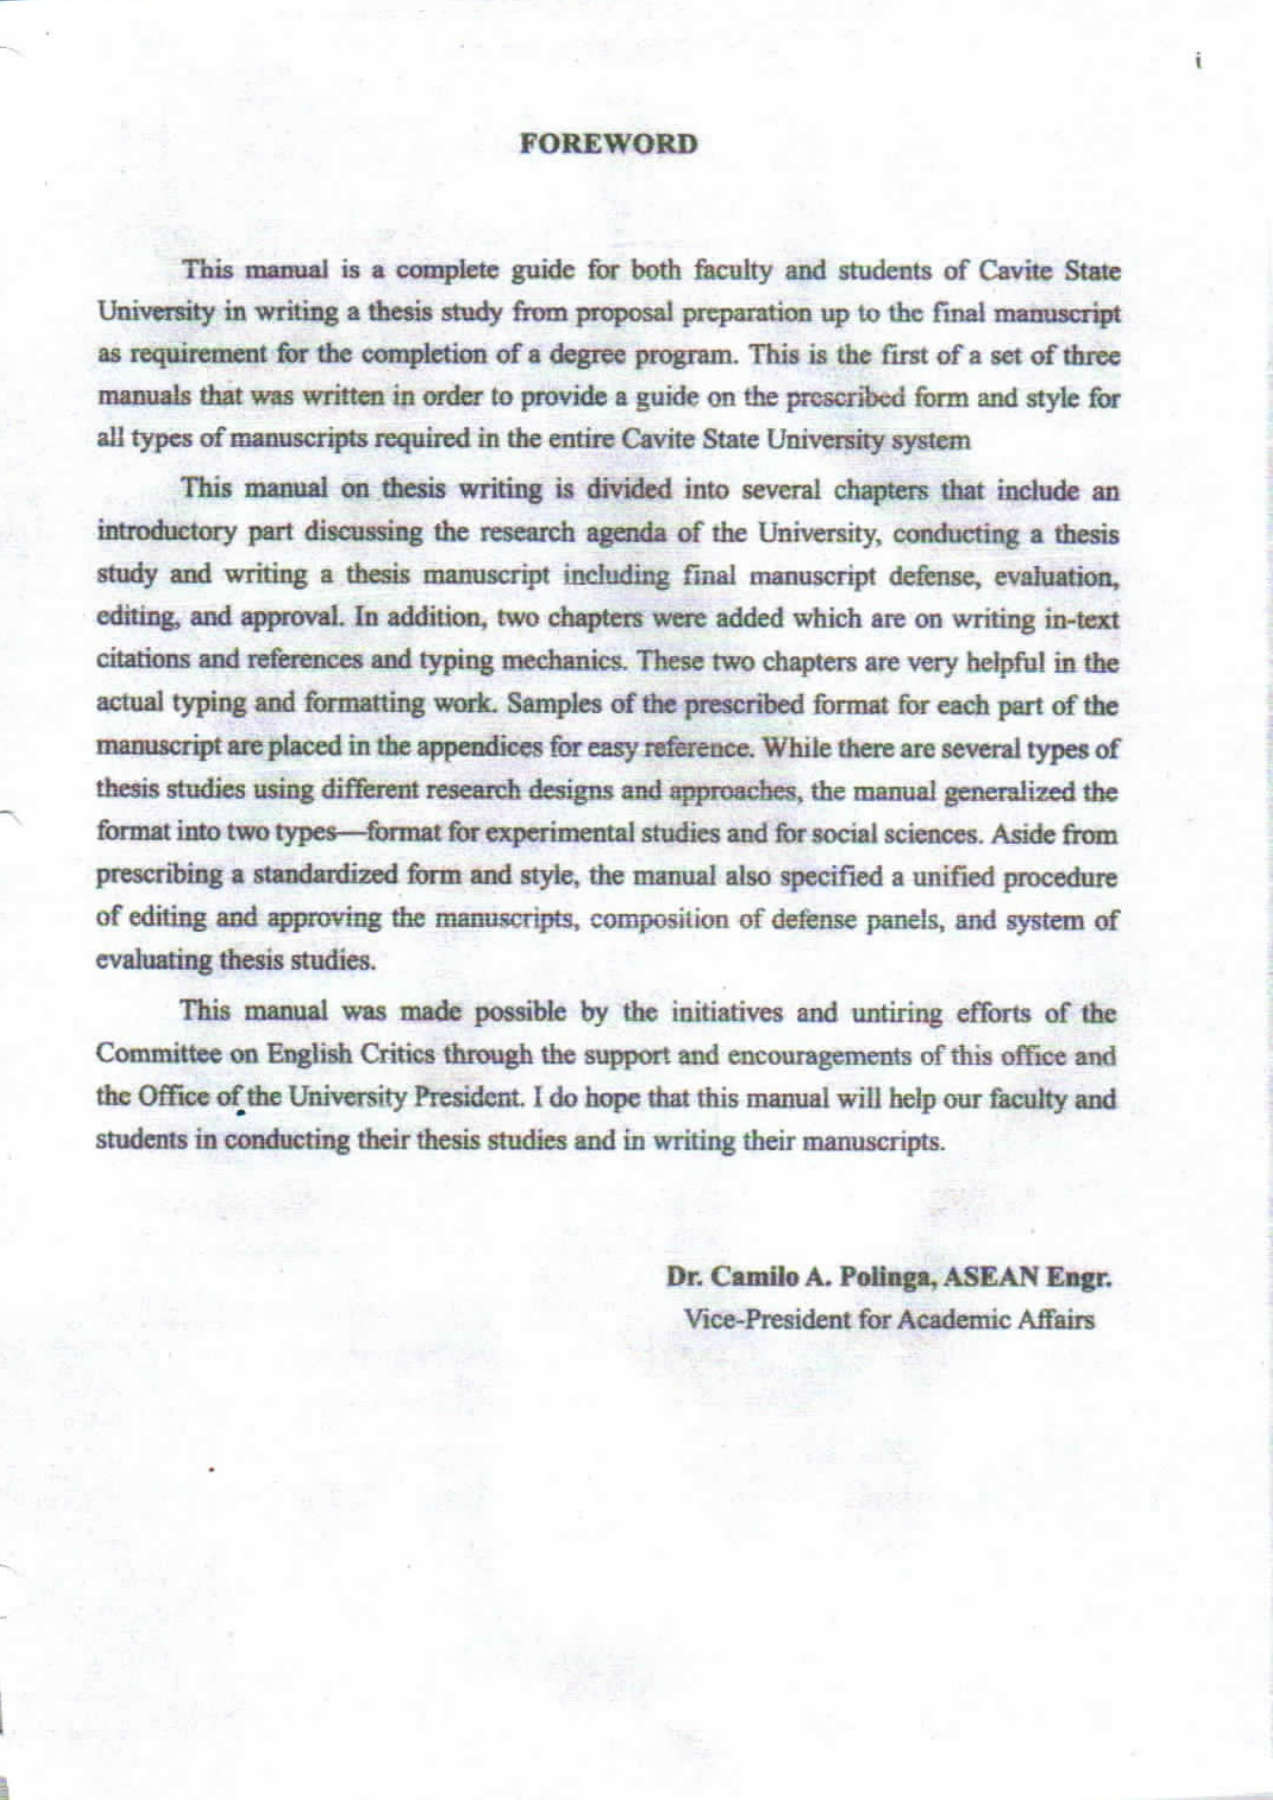 i
FOREWORD
This manual is a complete guide for both faculty and students of Cavite State
University in writing a thesis study from proposal preparation up to the final manuscript
as requirement for the completion of a degree program. This is the first of a set of three
manuals that was written in order to provide a guide on the prescribed form and style for
all types of manuscripts required in the entire Cavite State University system
This manual on thesis writing is divided into several chapters that include an
introductory part discussing the research agenda of the University, conducting a thesis
study and writing a thesis manuscript including final manuscript defense, evaluation,
editing, and approval. In addition, two chapters were added which are on writing in-text
citations and references and typing mechanics. These two chapters are very helpful in the
actual typing and formatting work. Samples of the prescribed format for each part of the
manuscript are placed in the appendices for easy reference. While there are several types of
thesis studies using different research designs and approaches, the manual generalized the
format into two types—format for experimental studies and for social sciences. Aside from
prescribing a standardized form and style, the manual also specified a unified procedure
of editing and approving the manuscripts, composition of defense panels, and system of
evaluating thesis studies.
This manual was made possible by the initiatives and untiring efforts of the
Committee on English Critics through the support and encouragements of this office and
the Office of the University President. I do hope that this manual will help our faculty and
students in conducting their thesis studies and in writing their manuscripts.
Dr. Camilo A. Polinga, ASEAN Engr.
Vice-President for Academic Affairs